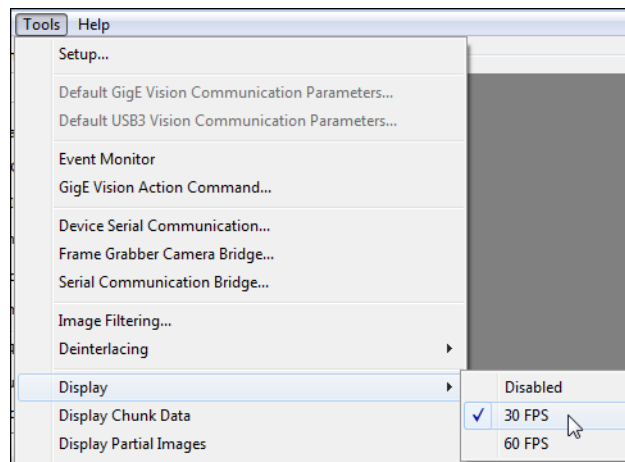 Tools Help
Setup...
Default GigE Vision Communication Parameters...
Default USB3 Vision Communication Parameters...
Event Monitor
GigE Vision Action Command...
Device Serial Communication...
Frame Grabber Camera Bridge...
Serial Communication Bridge...
Image Filtering...
Deinterlacing
Display
Disabled
Display Chunk Data
30 FPS
Display Partial Images
60 FPS